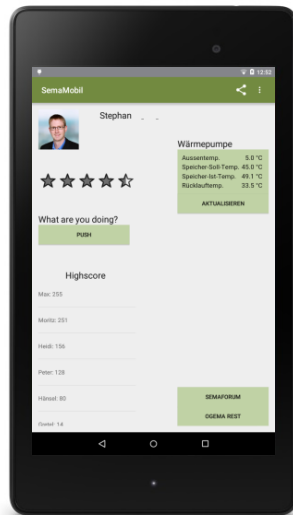 12:52
SemaMobil
Stephan
Wärmepumpe
Aussentemp. 5.0 °C
Speicher-Soll-Temp. 45.0 °C
Speicher-Ist-Temp. 49.1 °C
Rücklauftemp. 33.5 °C
AKTUALISIEREN
What are you doing?
PUSH
Highscore
Max: 255
Moritz: 251
Heidi: 156
Peter: 128
Hänsel: 80
Gretel: 14
SEMAFORUM
OGEMA REST